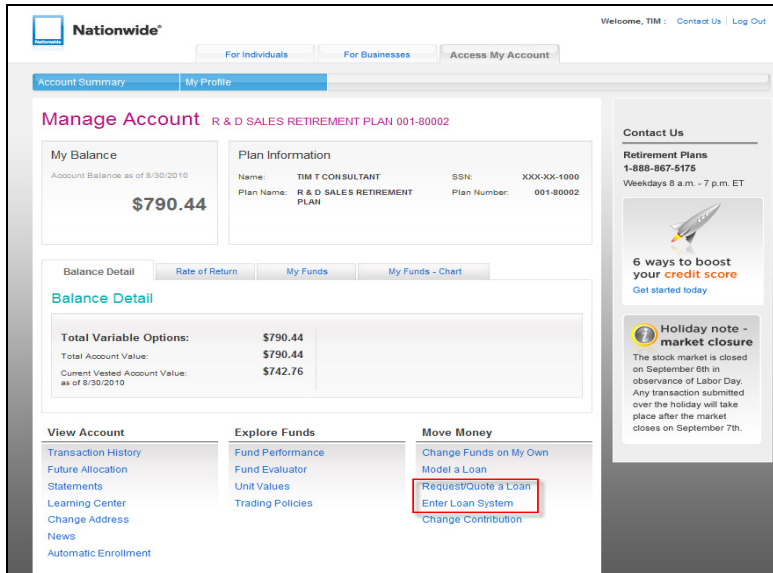 Nationwide®
Nationwide
Welcome, TIM : Contact Us | Log Out
For Individuals
For Businesses
Access My Account
Account Summary
My Profile
Manage Account R & D SALES RETIREMENT PLAN 001-80002
My Balance
Account Balance as of 8/30/2010
$790.44
Plan Information
Name: TIM T CONSULTANT SSN: XXX-XX-1000
Plan Name: R & D SALES RETIREMENT Plan Number: 001-80002
PLAN
Balance Detail
Rate of Return
My Funds
My Funds - Chart
Balance Detail
Total Variable Options: $790.44
Total Account Value: $790.44
Current Vested Account Value: $742.76
as of 8/30/2010
View Account
Transaction History
Future Allocation
Statements
Learning Center
Change Address
News
Automatic Enrollment
Explore Funds
Fund Performance
Fund Evaluator
Unit Values
Trading Policies
Move Money
Change Funds on My Own
Model a Loan
Request/Quote a Loan
Enter Loan System
Change Contribution
Contact Us
Retirement Plans
1-888-867-5175
Weekdays 8 a.m. - 7 p.m. ET
6 ways to boost
your credit score
Get started today
Holiday note -
market closure
The stock market is closed
on September 6th in
observance of Labor Day.
Any transaction submitted
over the holiday will take
place after the market
closes on September 7th.